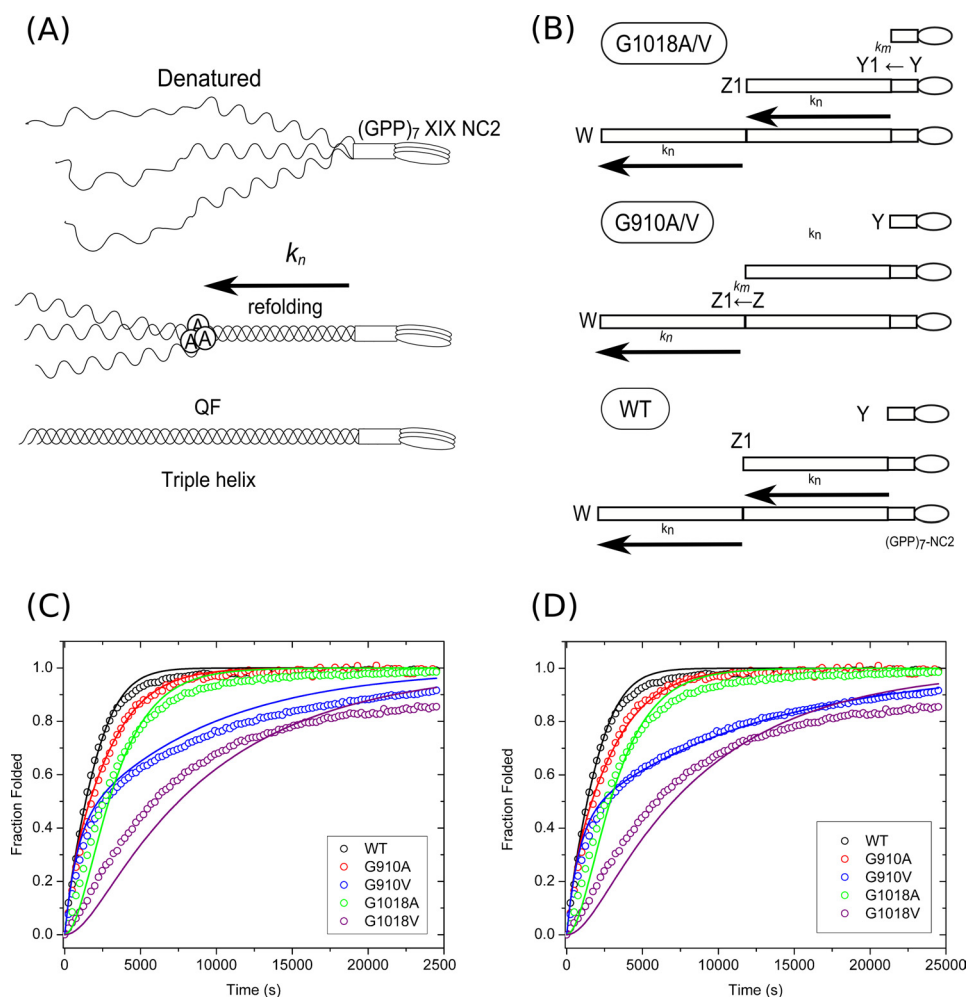 (A)
Denatured
(GPP)7 XIX NC2
kn
refolding
A
A A
QF
Triple helix
(B)
G1018A/V
km
Y1 ← Y
Z1
kn
W
kn
G910A/V
Y
kn
km
Z1←Z
W
kn
WT
Y
Z1
kn
W
kn
(GPP)7-NC2
(C)
Fraction Folded
1.0
0.8
0.6
0.4
0.2
0.0
WT
G910A
G910V
G1018A
G1018V
0 5000 10000 15000 20000 25000
Time (s)
(D)
Fraction Folded
1.0
0.8
0.6
0.4
0.2
0.0
WT
G910A
G910V
G1018A
G1018V
0 5000 10000 15000 20000 25000
Time (s)